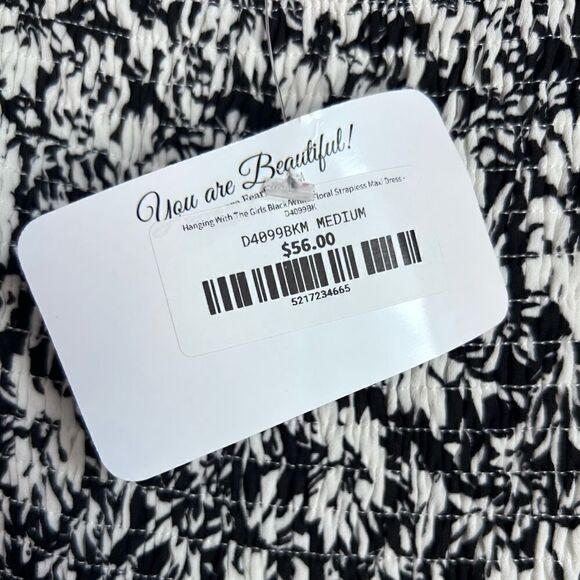 You are Beautiful!
Hanging With The Girls Black/White Floral Strapless Maxi Dress -
D4099BK
D4099BKM MEDIUM
$56.00
5217234665